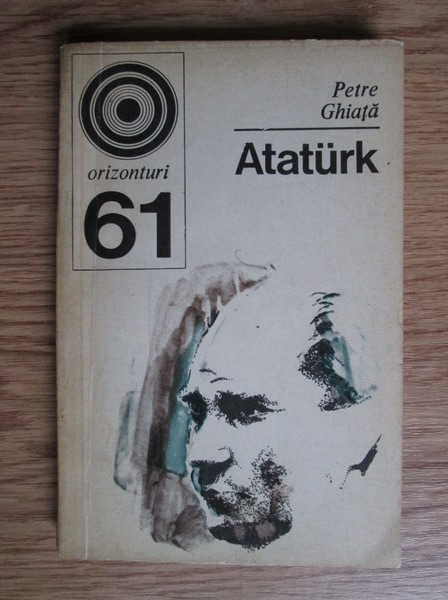 orizonturi
61
Petre
Ghiață
Atatürk